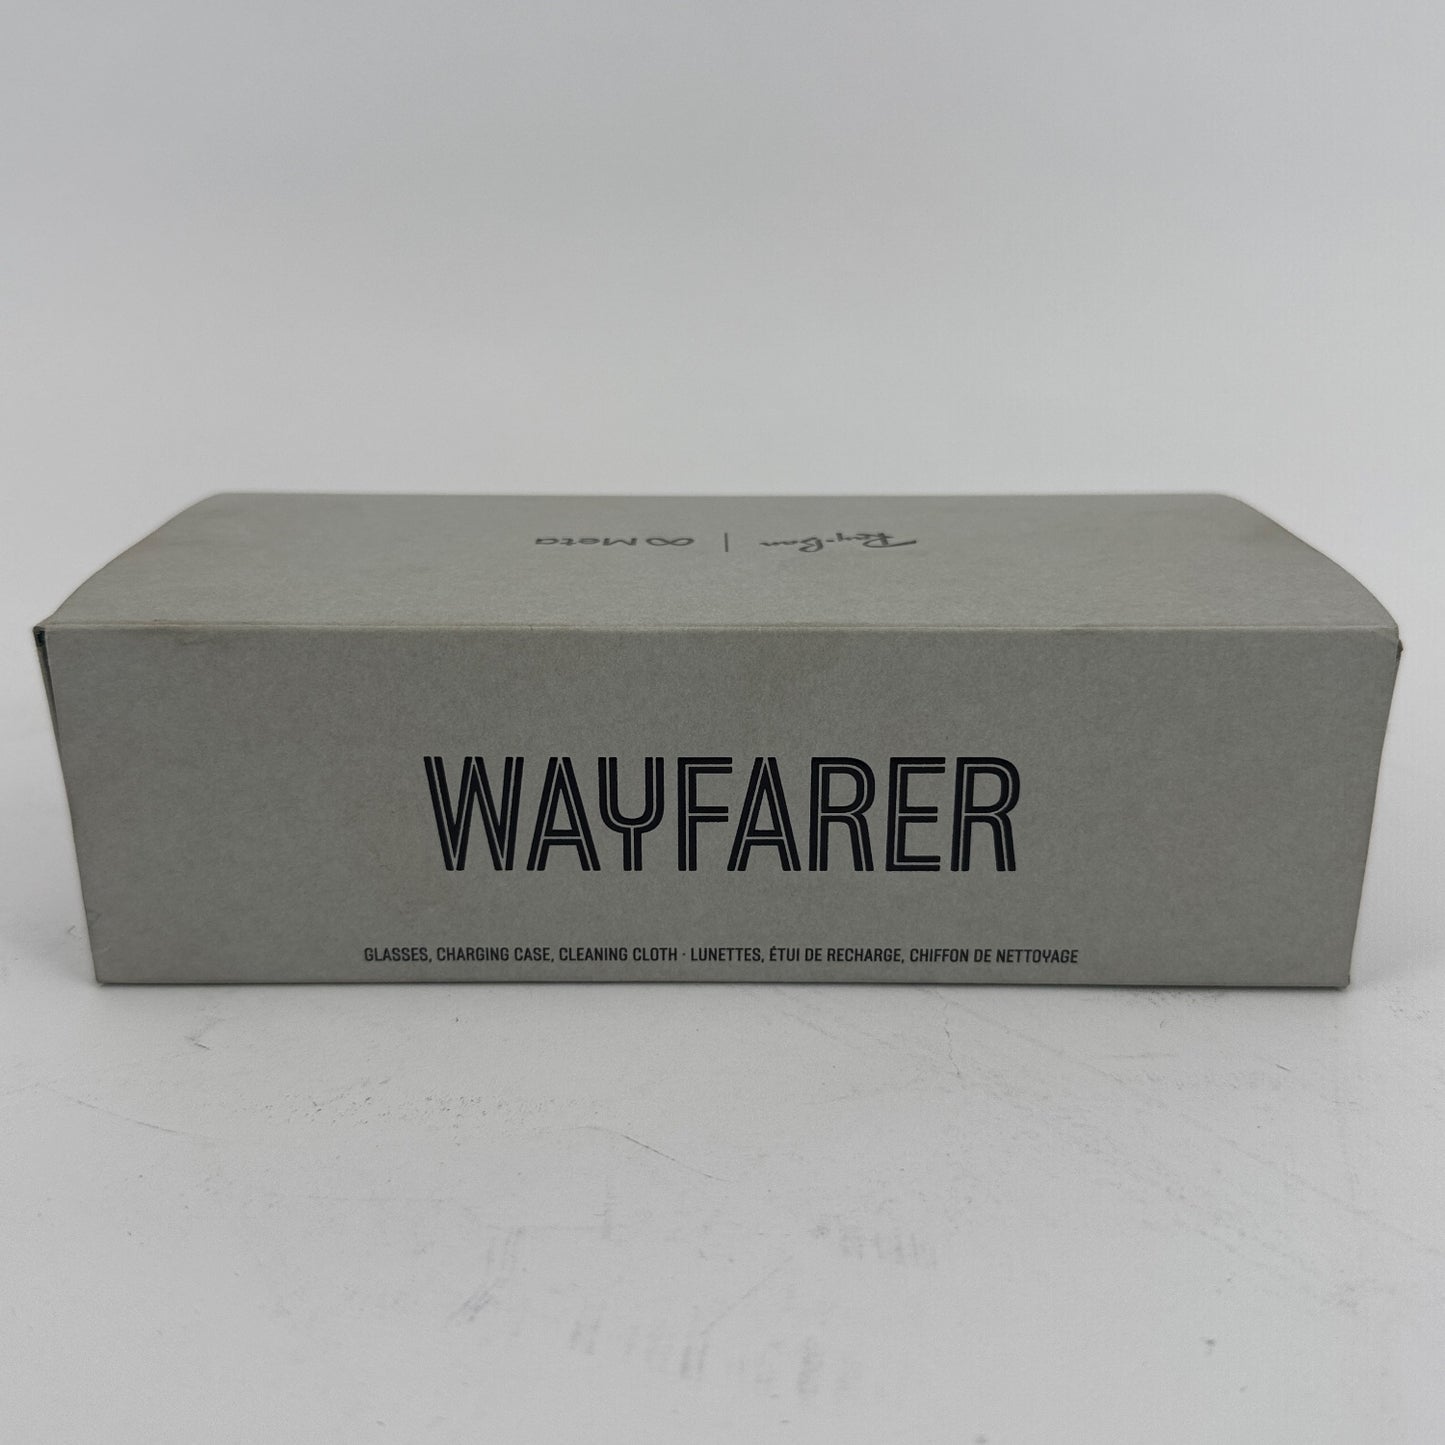 Ray-Ban | Meta
WAYFARER
GLASSES, CHARGING CASE, CLEANING CLOTH · LUNETTES, ÉTUI DE RECHARGE, CHIFFON DE NETTOYAGE